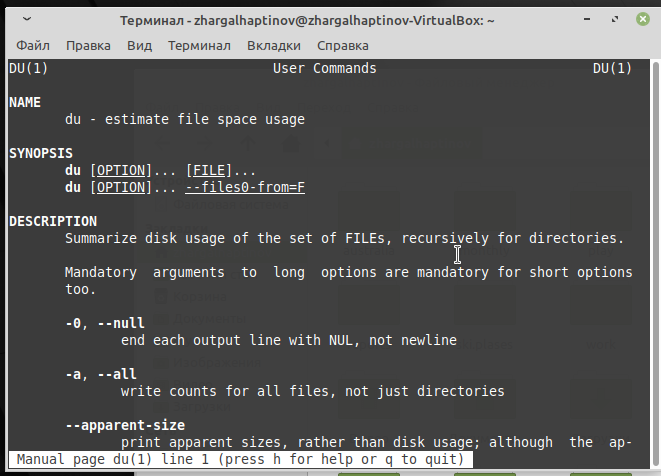 Терминал - zhargalhaptinov@zhargalhaptinov-VirtualBox: ~
Файл Правка Вид Терминал Вкладки Справка
DU(1) User Commands DU(1)
NAME
du - estimate file space usage
SYNOPSIS
du [OPTION]... [FILE]...
du [OPTION]... --files0-from=F
DESCRIPTION
Summarize disk usage of the set of FILEs, recursively for directories.
Mandatory arguments to long options are mandatory for short options
too.
-0, --null
end each output line with NUL, not newline
-a, --all
write counts for all files, not just directories
--apparent-size
print apparent sizes, rather than disk usage; although the ap-
Manual page du(1) line 1 (press h for help or q to quit)